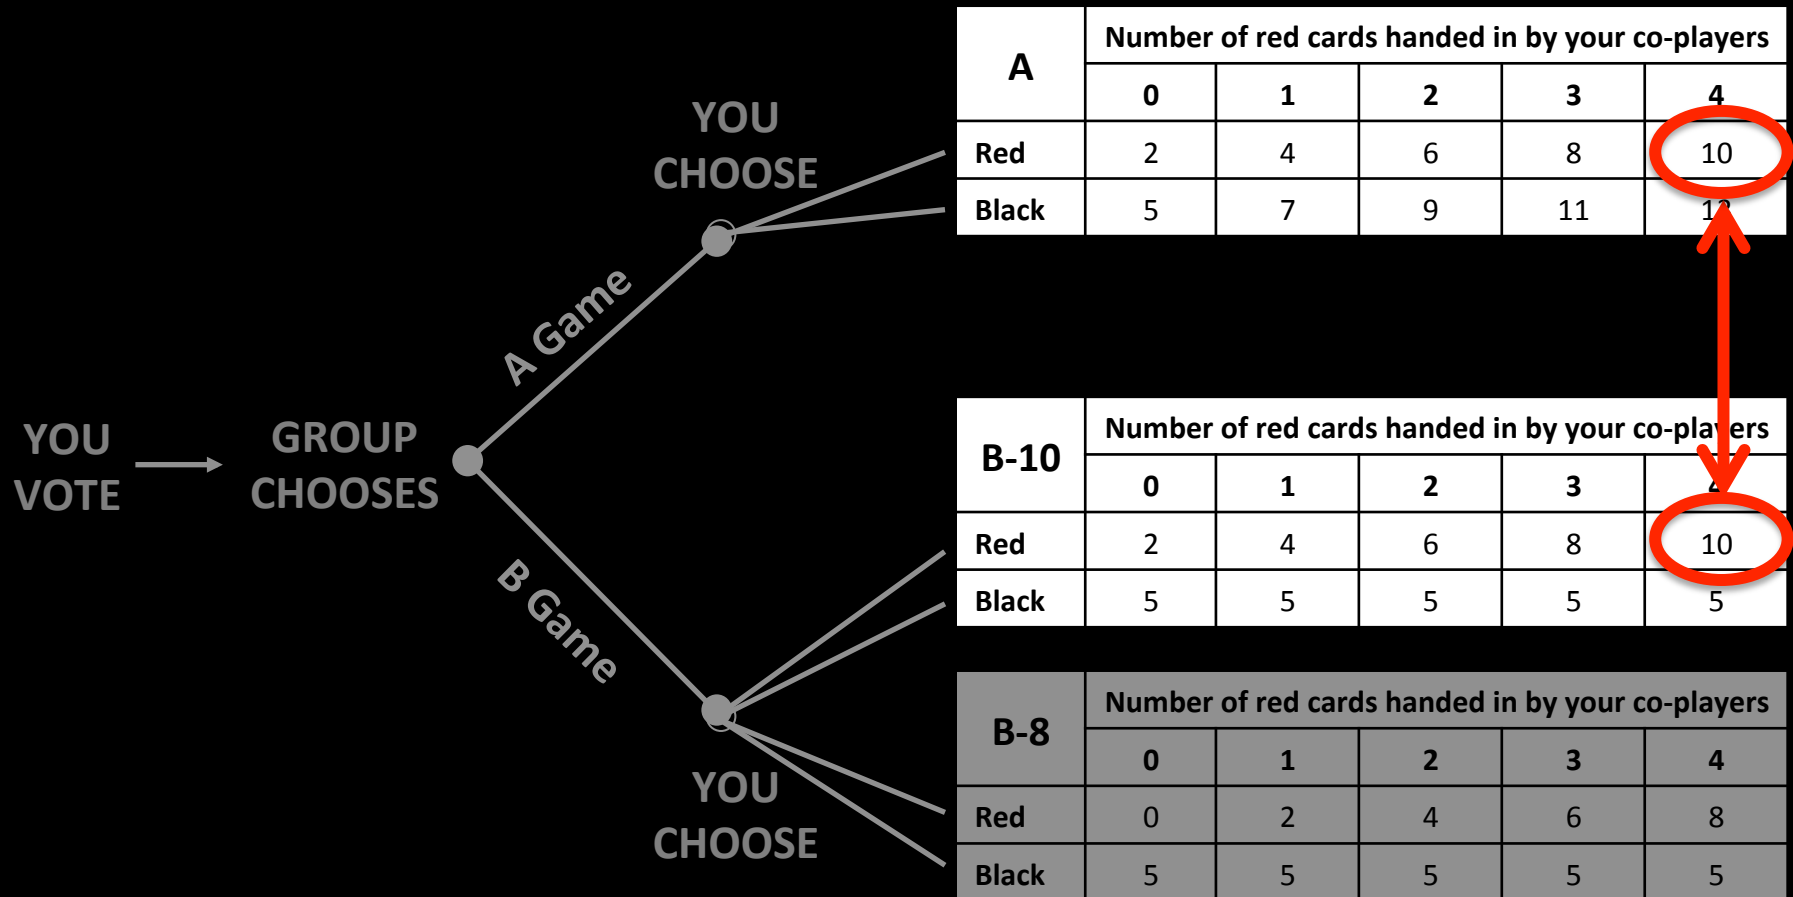 YOU
VOTE
GROUP
CHOOSES
A Game
B Game
YOU
CHOOSE
YOU
CHOOSE
A
Number of red cards handed in by your co-players
0 1 2 3 4
Red 2 4 6 8 10
Black 5 7 9 11
B-10
Number of red cards handed in by your co-players
0 1 2 3 4
Red 2 4 6 8 10
Black 5 5 5 5 5
B-8
Number of red cards handed in by your co-players
0 1 2 3 4
Red 0 2 4 6 8
Black 5 5 5 5 5